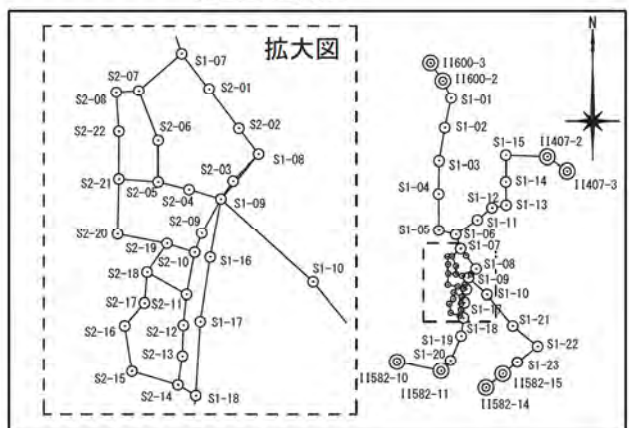 拡大図
S1-07
S2-07
S2-01
S2-08
S2-02
S2-22
S2-06
S1-08
S2-03
S2-21
S2-05
S2-04
S1-09
S2-09
S2-20
S2-19
S2-10
S1-16
S2-18
S1-10
S2-11
S2-17
S1-17
S2-12
S2-16
S2-13
S2-15
S2-14
S1-18
N
II600-3
II600-2
S1-01
S1-02
S1-15
II407-2
S1-03
II407-3
S1-14
S1-04
S1-12
S1-13
S1-11
S1-05
S1-06
S1-07
S1-08
S1-09
S1-10
S1-17
S1-18
S1-21
S1-19
S1-22
S1-20
S1-23
II582-10
II582-15
II582-11
II582-14